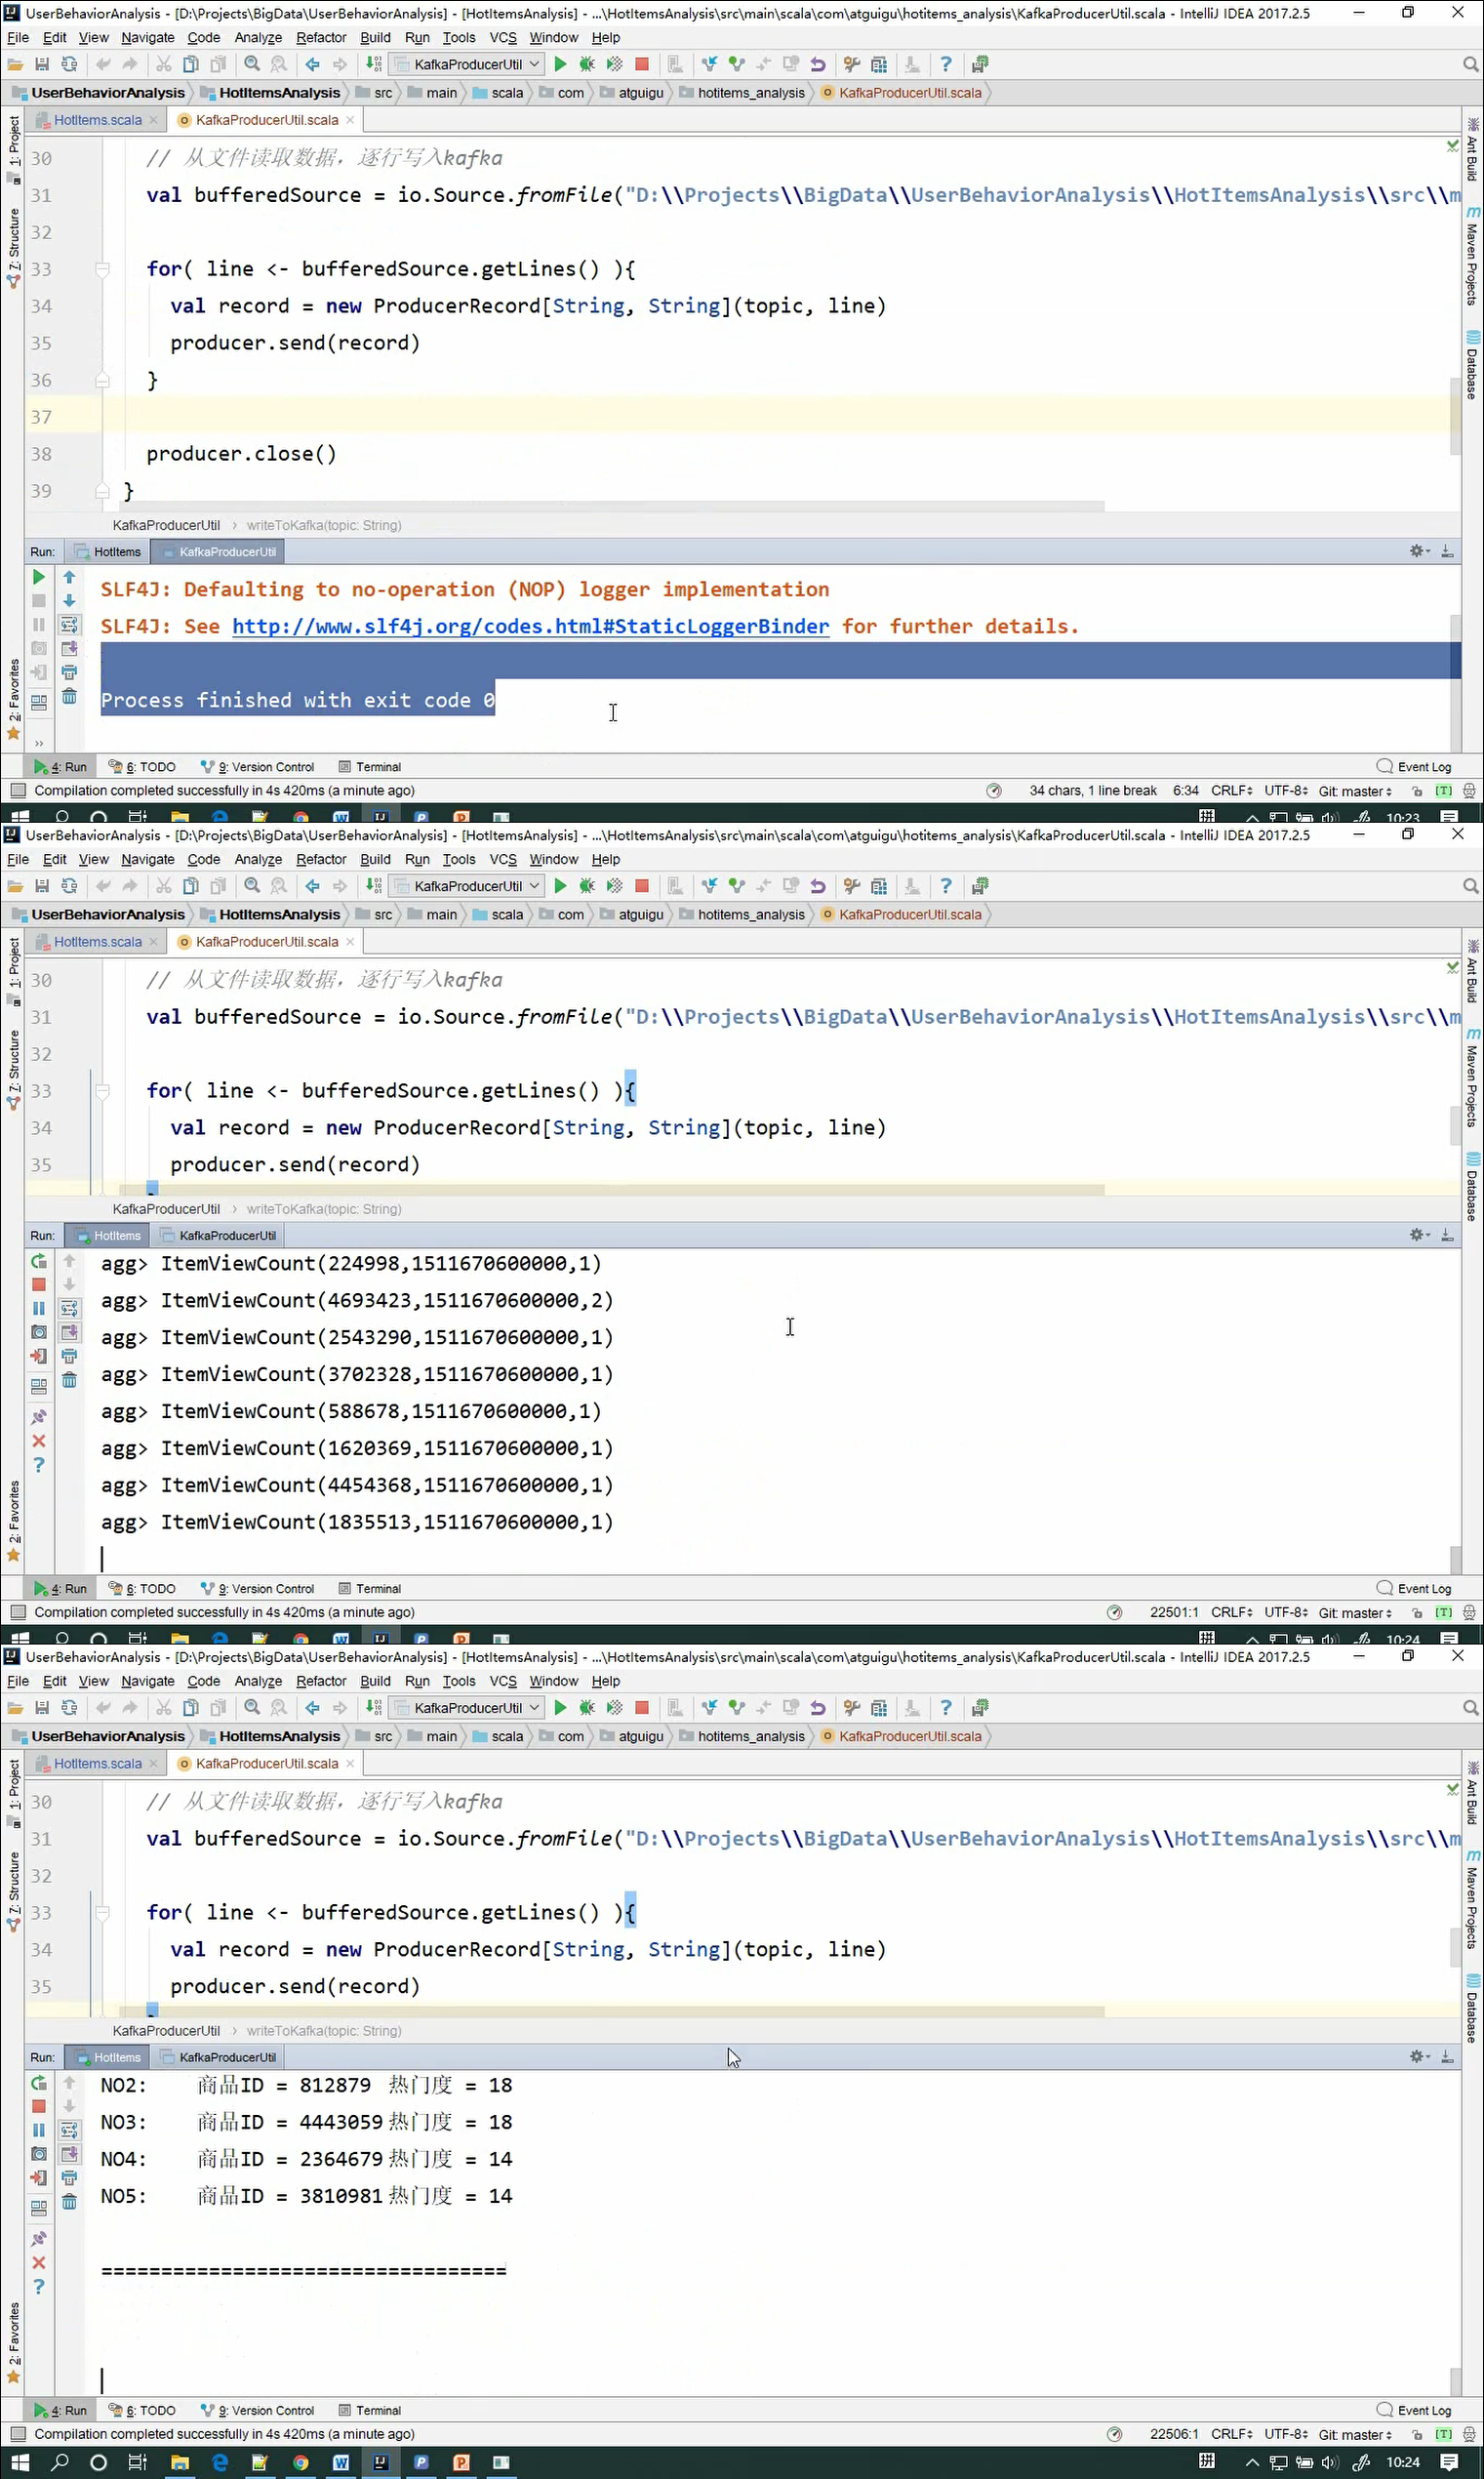 UserBehaviorAnalysis - [D:\Projects\BigData\UserBehaviorAnalysis] - [HotItemsAnalysis] - ...\HotItemsAnalysis\src\main\scala\com\atguigu\hotitems_analysis\KafkaProducerUtil.scala - IntelliJ IDEA 2017.2.5
File Edit View Navigate Code Analyze Refactor Build Run Tools VCS Window Help
KafkaProducerUtil
UserBehaviorAnalysis HotItemsAnalysis src main scala com atguigu hotitems_analysis KafkaProducerUtil.scala
HotItems.scala KafkaProducerUtil.scala
1: Project
7: Structure
2: Favorites
Ant Build
Maven Projects
Database
30 // 从文件读取数据，逐行写入kafka
31 val bufferedSource = io.Source.fromFile("D:\\Projects\\BigData\\UserBehaviorAnalysis\\HotItemsAnalysis\\src\\m
32
33 for( line <- bufferedSource.getLines() ){
34 val record = new ProducerRecord[String, String](topic, line)
35 producer.send(record)
36 }
37
38 producer.close()
39 }
KafkaProducerUtil › writeToKafka(topic: String)
Run: HotItems KafkaProducerUtil
SLF4J: Defaulting to no-operation (NOP) logger implementation
SLF4J: See http://www.slf4j.org/codes.html#StaticLoggerBinder for further details.
Process finished with exit code 0
4: Run 6: TODO 9: Version Control Terminal Event Log
Compilation completed successfully in 4s 420ms (a minute ago) 34 chars, 1 line break 6:34 CRLF UTF-8 Git: master [T]
10:23
UserBehaviorAnalysis - [D:\Projects\BigData\UserBehaviorAnalysis] - [HotItemsAnalysis] - ...\HotItemsAnalysis\src\main\scala\com\atguigu\hotitems_analysis\KafkaProducerUtil.scala - IntelliJ IDEA 2017.2.5
File Edit View Navigate Code Analyze Refactor Build Run Tools VCS Window Help
KafkaProducerUtil
UserBehaviorAnalysis HotItemsAnalysis src main scala com atguigu hotitems_analysis KafkaProducerUtil.scala
HotItems.scala KafkaProducerUtil.scala
1: Project
7: Structure
2: Favorites
Ant Build
Maven Projects
Database
30 // 从文件读取数据，逐行写入kafka
31 val bufferedSource = io.Source.fromFile("D:\\Projects\\BigData\\UserBehaviorAnalysis\\HotItemsAnalysis\\src\\m
32
33 for( line <- bufferedSource.getLines() ){
34 val record = new ProducerRecord[String, String](topic, line)
35 producer.send(record)
KafkaProducerUtil › writeToKafka(topic: String)
Run: HotItems KafkaProducerUtil
agg> ItemViewCount(224998,1511670600000,1)
agg> ItemViewCount(4693423,1511670600000,2)
agg> ItemViewCount(2543290,1511670600000,1)
agg> ItemViewCount(3702328,1511670600000,1)
agg> ItemViewCount(588678,1511670600000,1)
agg> ItemViewCount(1620369,1511670600000,1)
agg> ItemViewCount(4454368,1511670600000,1)
agg> ItemViewCount(1835513,1511670600000,1)
4: Run 6: TODO 9: Version Control Terminal Event Log
Compilation completed successfully in 4s 420ms (a minute ago) 22501:1 CRLF UTF-8 Git: master [T]
10:24
UserBehaviorAnalysis - [D:\Projects\BigData\UserBehaviorAnalysis] - [HotItemsAnalysis] - ...\HotItemsAnalysis\src\main\scala\com\atguigu\hotitems_analysis\KafkaProducerUtil.scala - IntelliJ IDEA 2017.2.5
File Edit View Navigate Code Analyze Refactor Build Run Tools VCS Window Help
KafkaProducerUtil
UserBehaviorAnalysis HotItemsAnalysis src main scala com atguigu hotitems_analysis KafkaProducerUtil.scala
HotItems.scala KafkaProducerUtil.scala
1: Project
7: Structure
2: Favorites
Ant Build
Maven Projects
Database
30 // 从文件读取数据，逐行写入kafka
31 val bufferedSource = io.Source.fromFile("D:\\Projects\\BigData\\UserBehaviorAnalysis\\HotItemsAnalysis\\src\\m
32
33 for( line <- bufferedSource.getLines() ){
34 val record = new ProducerRecord[String, String](topic, line)
35 producer.send(record)
KafkaProducerUtil › writeToKafka(topic: String)
Run: HotItems KafkaProducerUtil
NO2: 商品ID = 812879 热门度 = 18
NO3: 商品ID = 4443059 热门度 = 18
NO4: 商品ID = 2364679 热门度 = 14
NO5: 商品ID = 3810981 热门度 = 14
==================================
4: Run 6: TODO 9: Version Control Terminal Event Log
Compilation completed successfully in 4s 420ms (a minute ago) 22506:1 CRLF UTF-8 Git: master [T]
拼 10:24